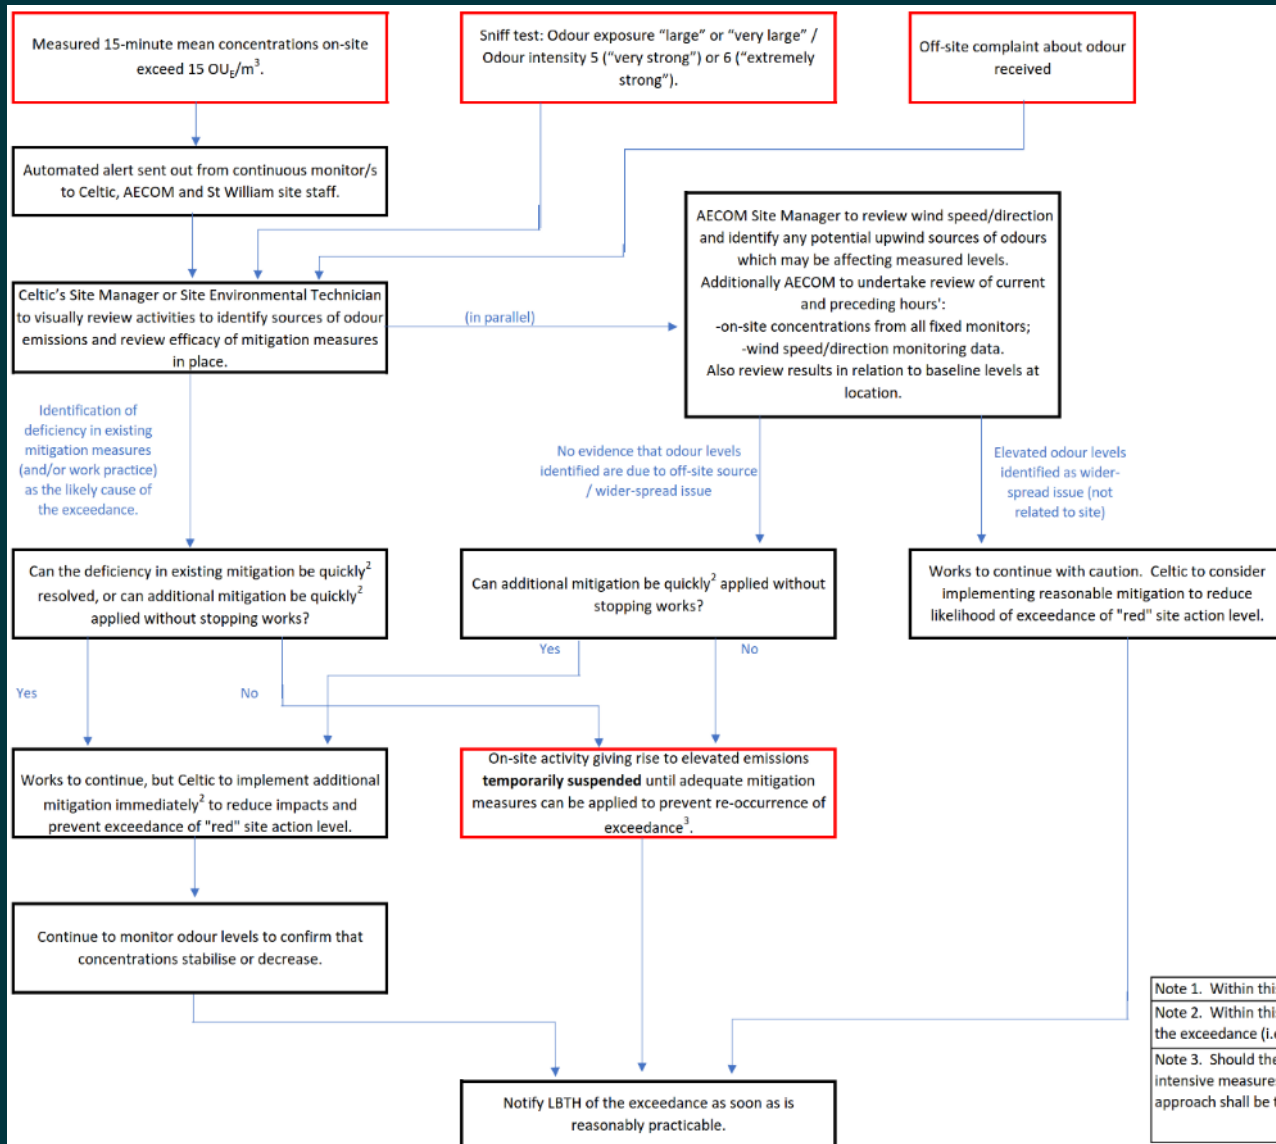 Measured 15-minute mean concentrations on-site
exceed 15 OUE/m³.
Sniff test: Odour exposure “large” or “very large” /
Odour intensity 5 (“very strong”) or 6 (“extremely
strong”).
Off-site complaint about odour
received
Automated alert sent out from continuous monitor/s
to Celtic, AECOM and St William site staff.
AECOM Site Manager to review wind speed/direction
and identify any potential upwind sources of odours
which may be affecting measured levels.
Additionally AECOM to undertake review of current
and preceding hours':
-on-site concentrations from all fixed monitors;
-wind speed/direction monitoring data.
Also review results in relation to baseline levels at
location.
Celtic’s Site Manager or Site Environmental Technician
to visually review activities to identify sources of odour
emissions and review efficacy of mitigation measures
in place.
(in parallel)
Identification of
deficiency in existing
mitigation measures
(and/or work practice)
as the likely cause of
the exceedance.
No evidence that odour levels
identified are due to off-site source
/ wider-spread issue
Elevated odour levels
identified as wider-
spread issue (not
related to site)
Can the deficiency in existing mitigation be quickly²
resolved, or can additional mitigation be quickly²
applied without stopping works?
Can additional mitigation be quickly² applied without
stopping works?
Works to continue with caution.  Celtic to consider
implementing reasonable mitigation to reduce
likelihood of exceedance of "red" site action level.
Yes
No
Yes
No
Works to continue, but Celtic to implement additional
mitigation immediately² to reduce impacts and
prevent exceedance of "red" site action level.
On-site activity giving rise to elevated emissions
temporarily suspended until adequate mitigation
measures can be applied to prevent re-occurrence of
exceedance³.
Continue to monitor odour levels to confirm that
concentrations stabilise or decrease.
Notify LBTH of the exceedance as soon as is
reasonably practicable.
Note 1.  Within this
Note 2.  Within this
the exceedance (i.e
Note 3.  Should the
intensive measures
approach shall be t